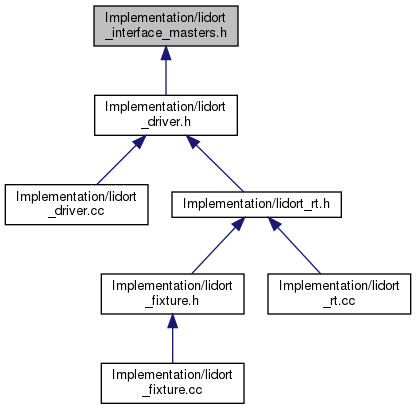 Implementation/lidort
_interface_masters.h
Implementation/lidort
_driver.h
Implementation/lidort
_driver.cc
Implementation/lidort_rt.h
Implementation/lidort
_fixture.h
Implementation/lidort
_rt.cc
Implementation/lidort
_fixture.cc